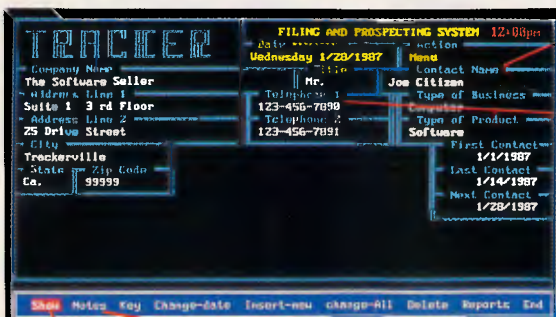 TRACKER
FILING AND PROSPECTING SYSTEM 12:00pm
Action
Wednesday 1/28/1987
Menu
Company Name
Title
Contact Name
The Software Seller
Mr.
Joe Citizen
Address Line 1
Telephone 1
Type of Business
Suite 1 3 rd Floor
123-456-7890
Computer
Address Line 2
Telephone 2
Type of Product
25 Drive Street
123-456-7891
Software
City
First Contact
Trackerville
1/1/1987
State
Zip Code
Last Contact
Ca.
99999
1/14/1987
Next Contact
1/28/1987
Show Notes Key Change-date Insert-new change-All Delete Reports End